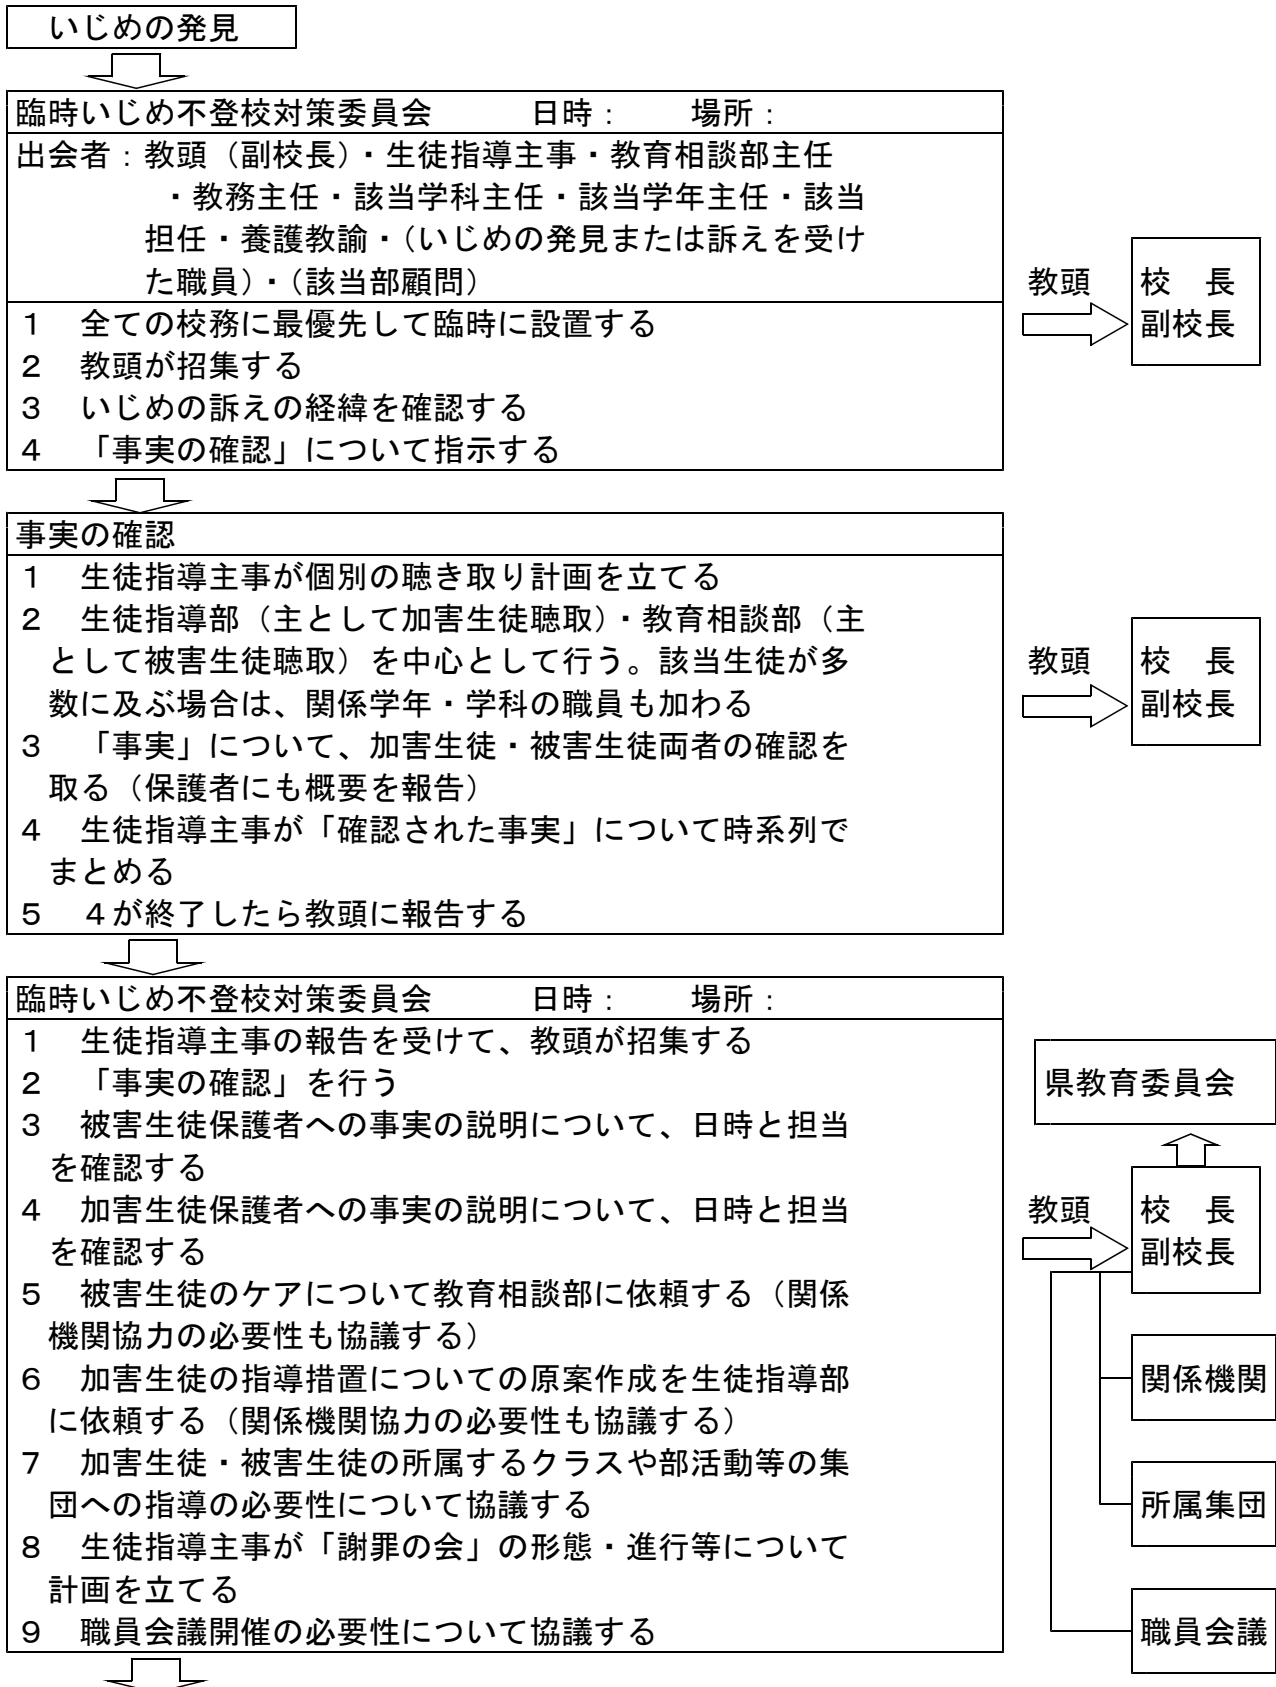 いじめの発見
臨時いじめ不登校対策委員会　　　日時：　　場所：
出会者：教頭（副校長）・生徒指導主事・教育相談部主任
・教務主任・該当学科主任・該当学年主任・該当
担任・養護教諭・（いじめの発見または訴えを受け
た職員）・（該当部顧問）
１　全ての校務に最優先して臨時に設置する
２　教頭が招集する
３　いじめの訴えの経緯を確認する
４　「事実の確認」について指示する
教頭
校　長
副校長
事実の確認
１　生徒指導主事が個別の聴き取り計画を立てる
２　生徒指導部（主として加害生徒聴取）・教育相談部（主
として被害生徒聴取）を中心として行う。該当生徒が多
数に及ぶ場合は、関係学年・学科の職員も加わる
３　「事実」について、加害生徒・被害生徒両者の確認を
取る（保護者にも概要を報告）
４　生徒指導主事が「確認された事実」について時系列で
まとめる
５　４が終了したら教頭に報告する
教頭
校　長
副校長
臨時いじめ不登校対策委員会　　　日時：　　場所：
１　生徒指導主事の報告を受けて、教頭が招集する
２　「事実の確認」を行う
３　被害生徒保護者への事実の説明について、日時と担当
を確認する
４　加害生徒保護者への事実の説明について、日時と担当
を確認する
５　被害生徒のケアについて教育相談部に依頼する（関係
機関協力の必要性も協議する）
６　加害生徒の指導措置についての原案作成を生徒指導部
に依頼する（関係機関協力の必要性も協議する）
７　加害生徒・被害生徒の所属するクラスや部活動等の集
団への指導の必要性について協議する
８　生徒指導主事が「謝罪の会」の形態・進行等について
計画を立てる
９　職員会議開催の必要性について協議する
県教育委員会
教頭
校　長
副校長
関係機関
所属集団
職員会議